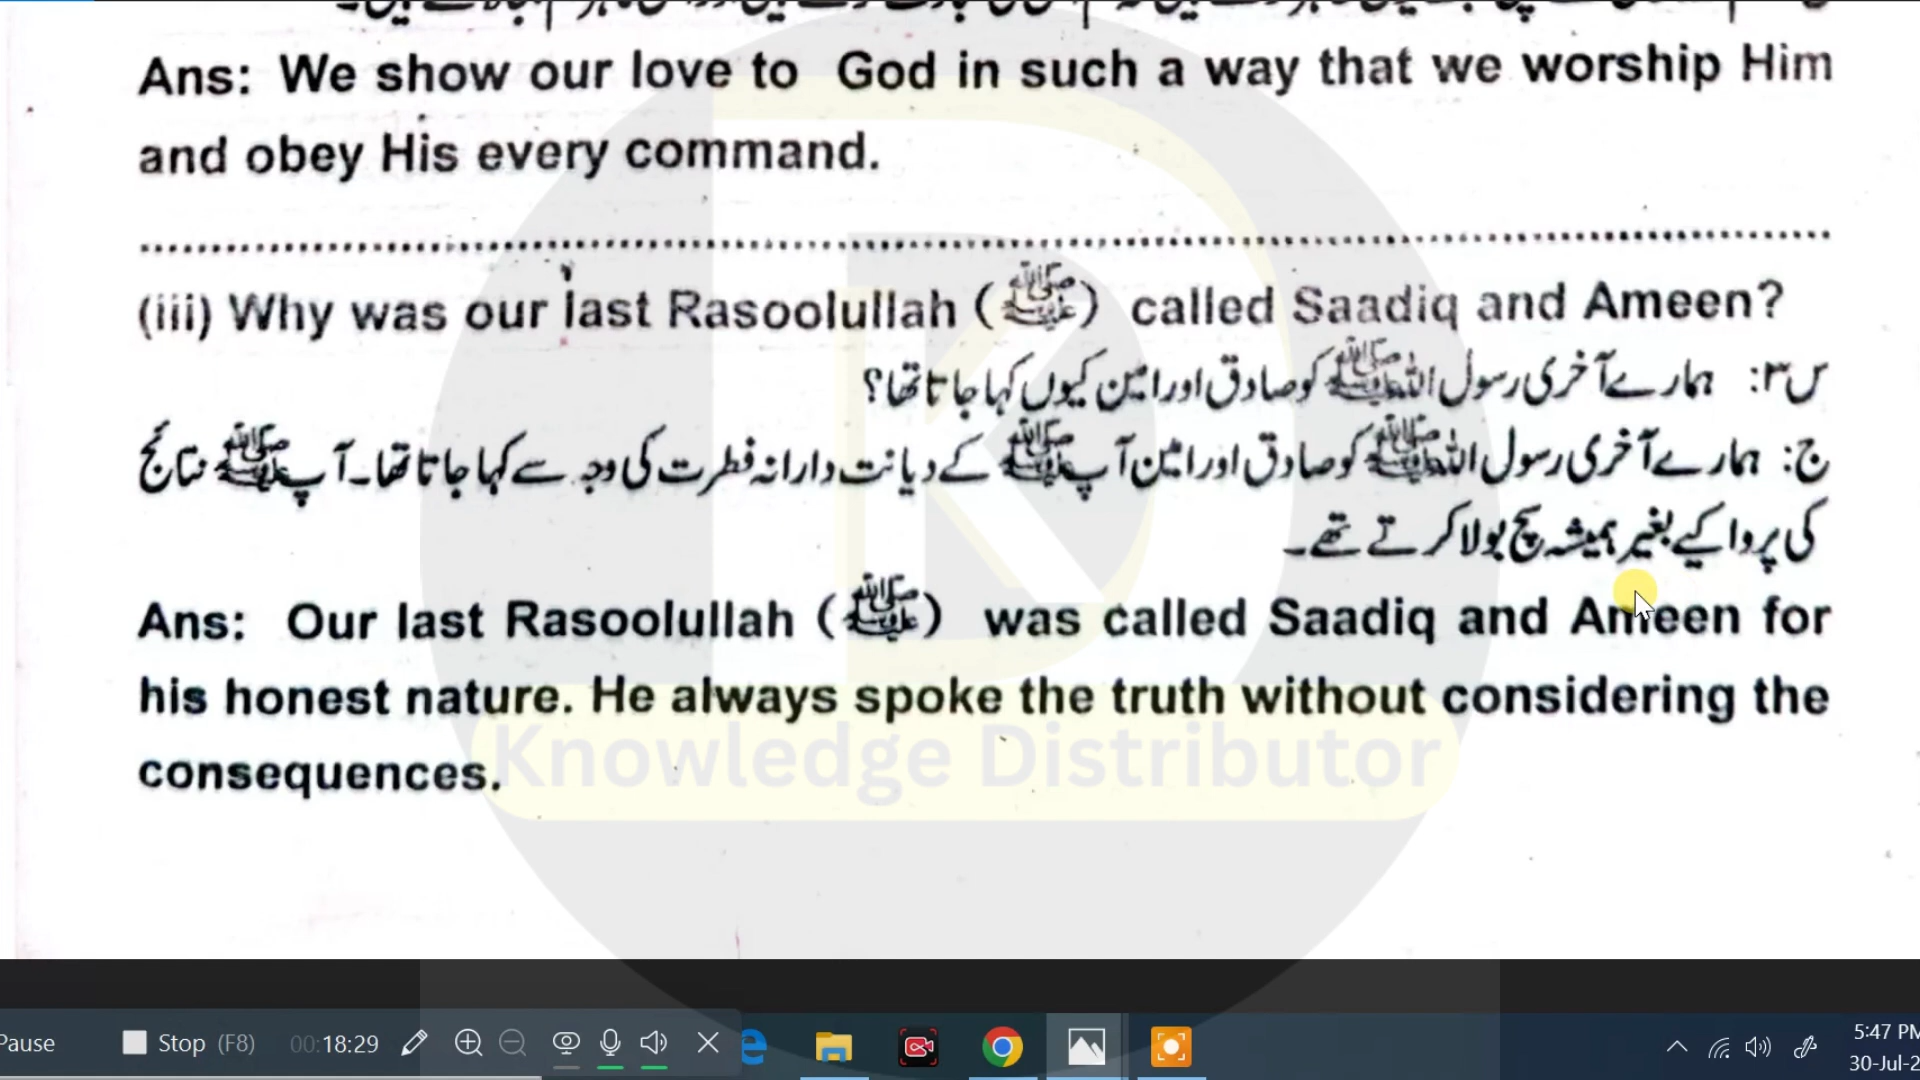 Ans: We show our love to God in such a way that we worship Him
and obey His every command.
(iii) Why was our last Rasoolullah (ﷺ) called Saadiq and Ameen?
س۳: ہمارے آخری رسول اللہ ﷺ کو صادق اور امین کیوں کہا جاتا تھا؟
ج: ہمارے آخری رسول اللہ ﷺ کو صادق اور امین آپ ﷺ کے دیانت دارانہ فطرت کی وجہ سے کہا جاتا تھا۔ آپ ﷺ نتائج
کی پروا کیے بغیر ہمیشہ سچ بولا کرتے تھے۔
Ans: Our last Rasoolullah (ﷺ) was called Saadiq and Ameen for
his honest nature. He always spoke the truth without considering the
consequences.
Knowledge Distributor
Pause Stop (F8) 00:18:29
5:47 PM
30-Jul-2